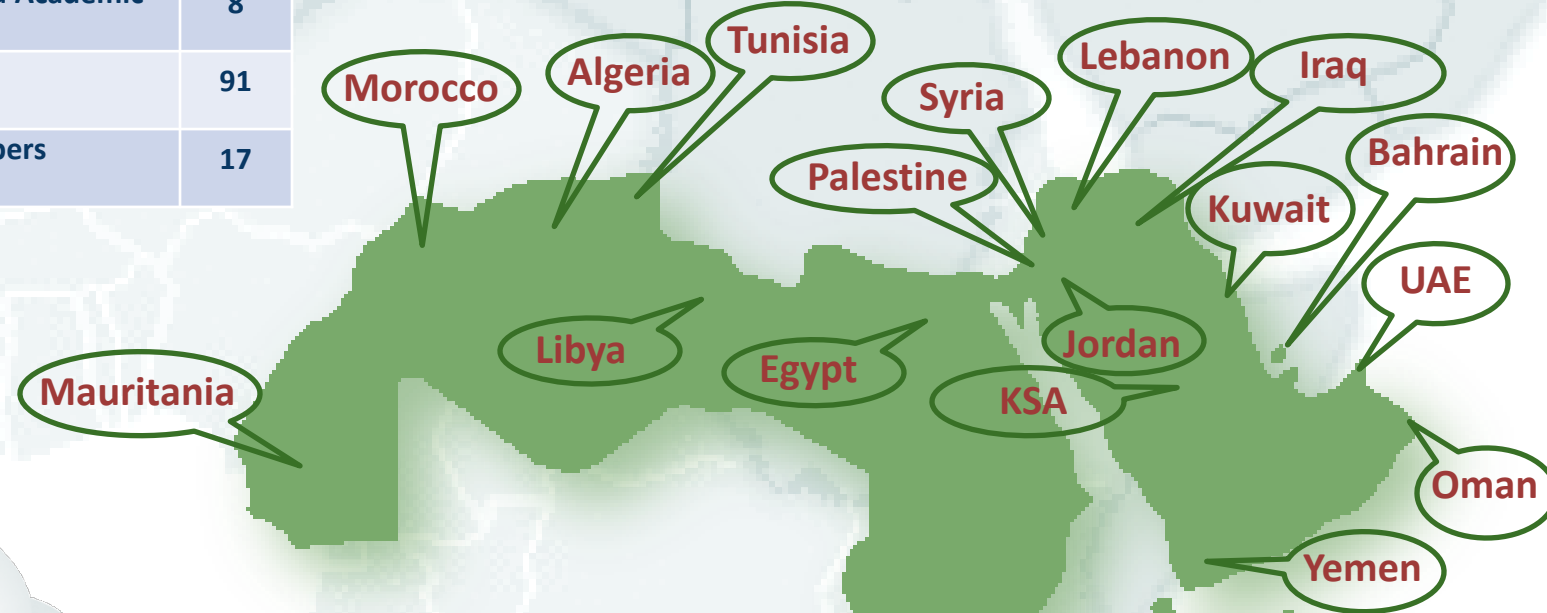 Academic
8
91
17
Tunisia
Morocco
Algeria
Lebanon
Iraq
Syria
Bahrain
Palestine
Kuwait
UAE
Libya
Egypt
Jordan
KSA
Mauritania
Oman
Yemen